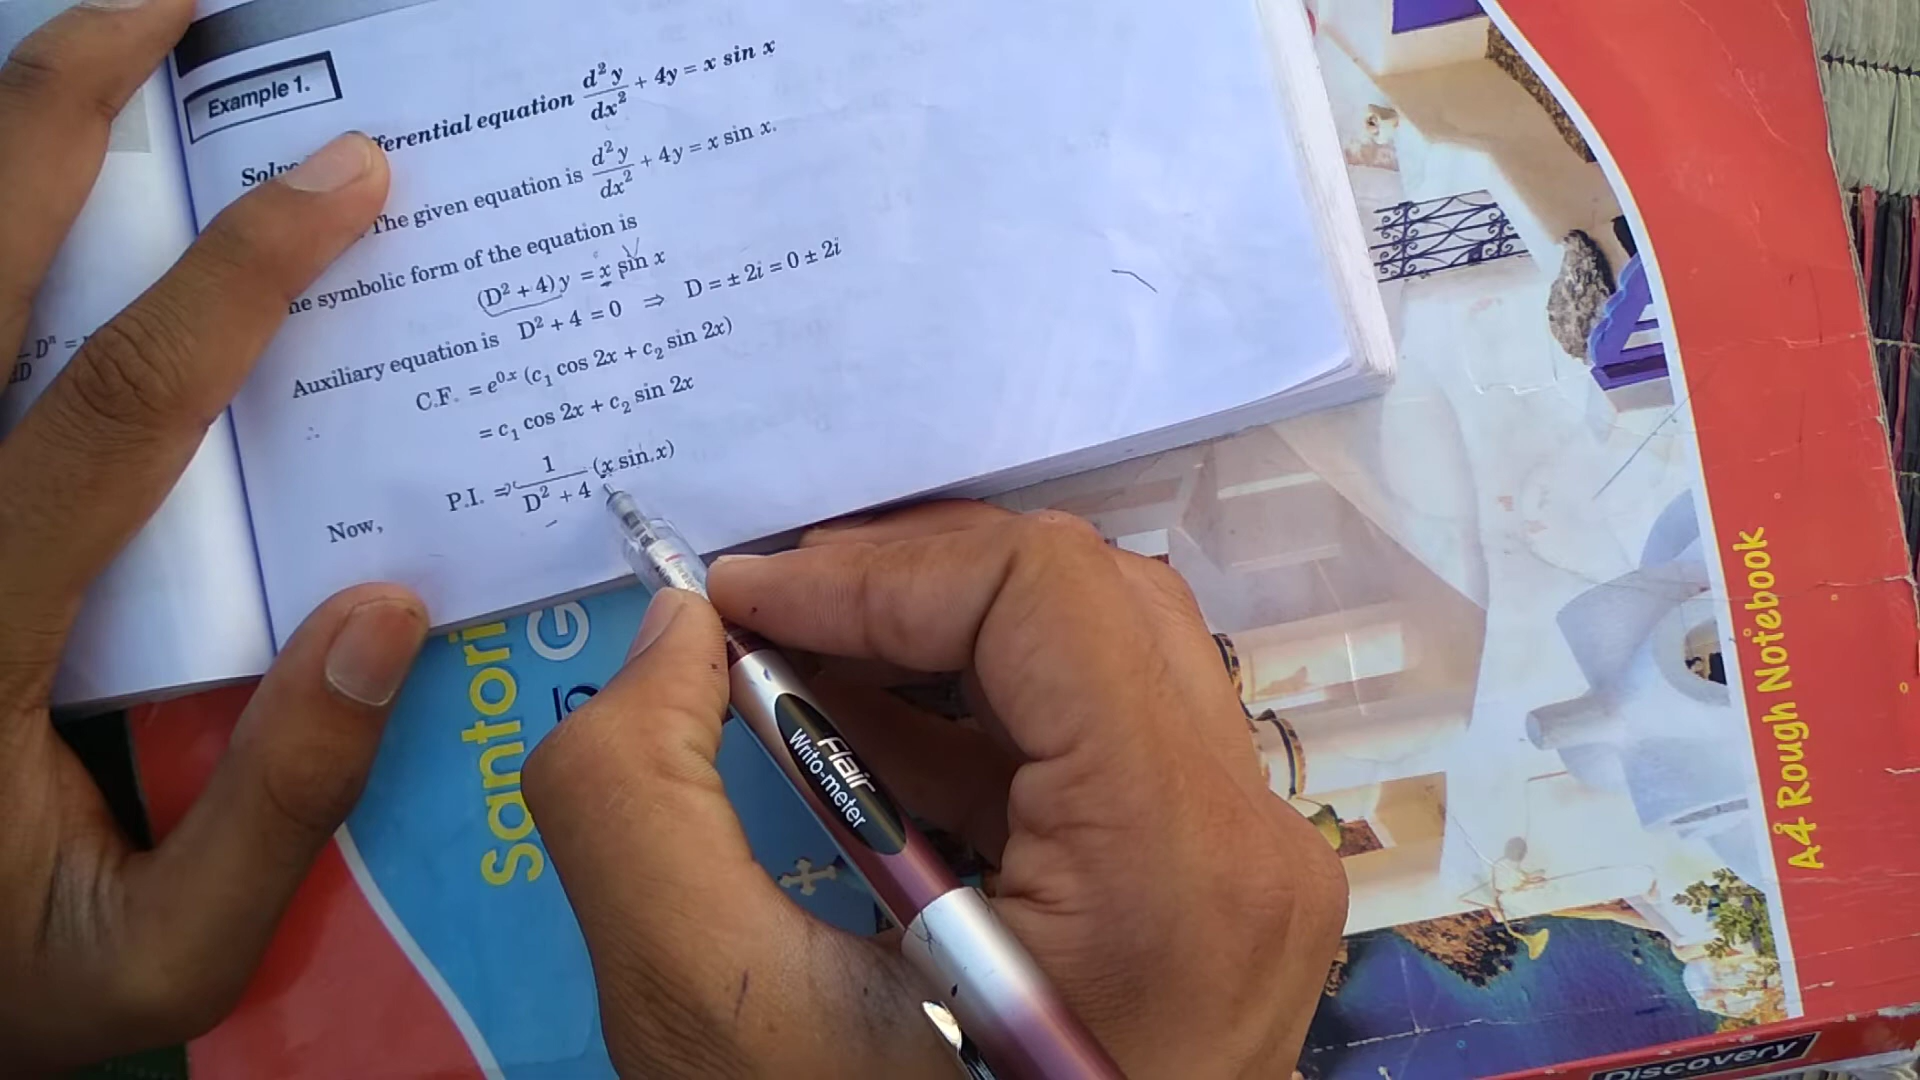 Example 1.
differential equation d²y/dx² + 4y = x sin x
The given equation is d²y/dx² + 4y = x sin x.
symbolic form of the equation is
(D² + 4) y = x sin x
Auxiliary equation is D² + 4 = 0 ⇒ D = ± 2i = 0 ± 2i
∴ C.F. = e⁰ˣ (c₁ cos 2x + c₂ sin 2x)
= c₁ cos 2x + c₂ sin 2x
Now, P.I. = 1/(D² + 4) (x sin x)
Dⁿ =
Santori
G
Flair
Writo-meter
A4 Rough Notebook
Discovery